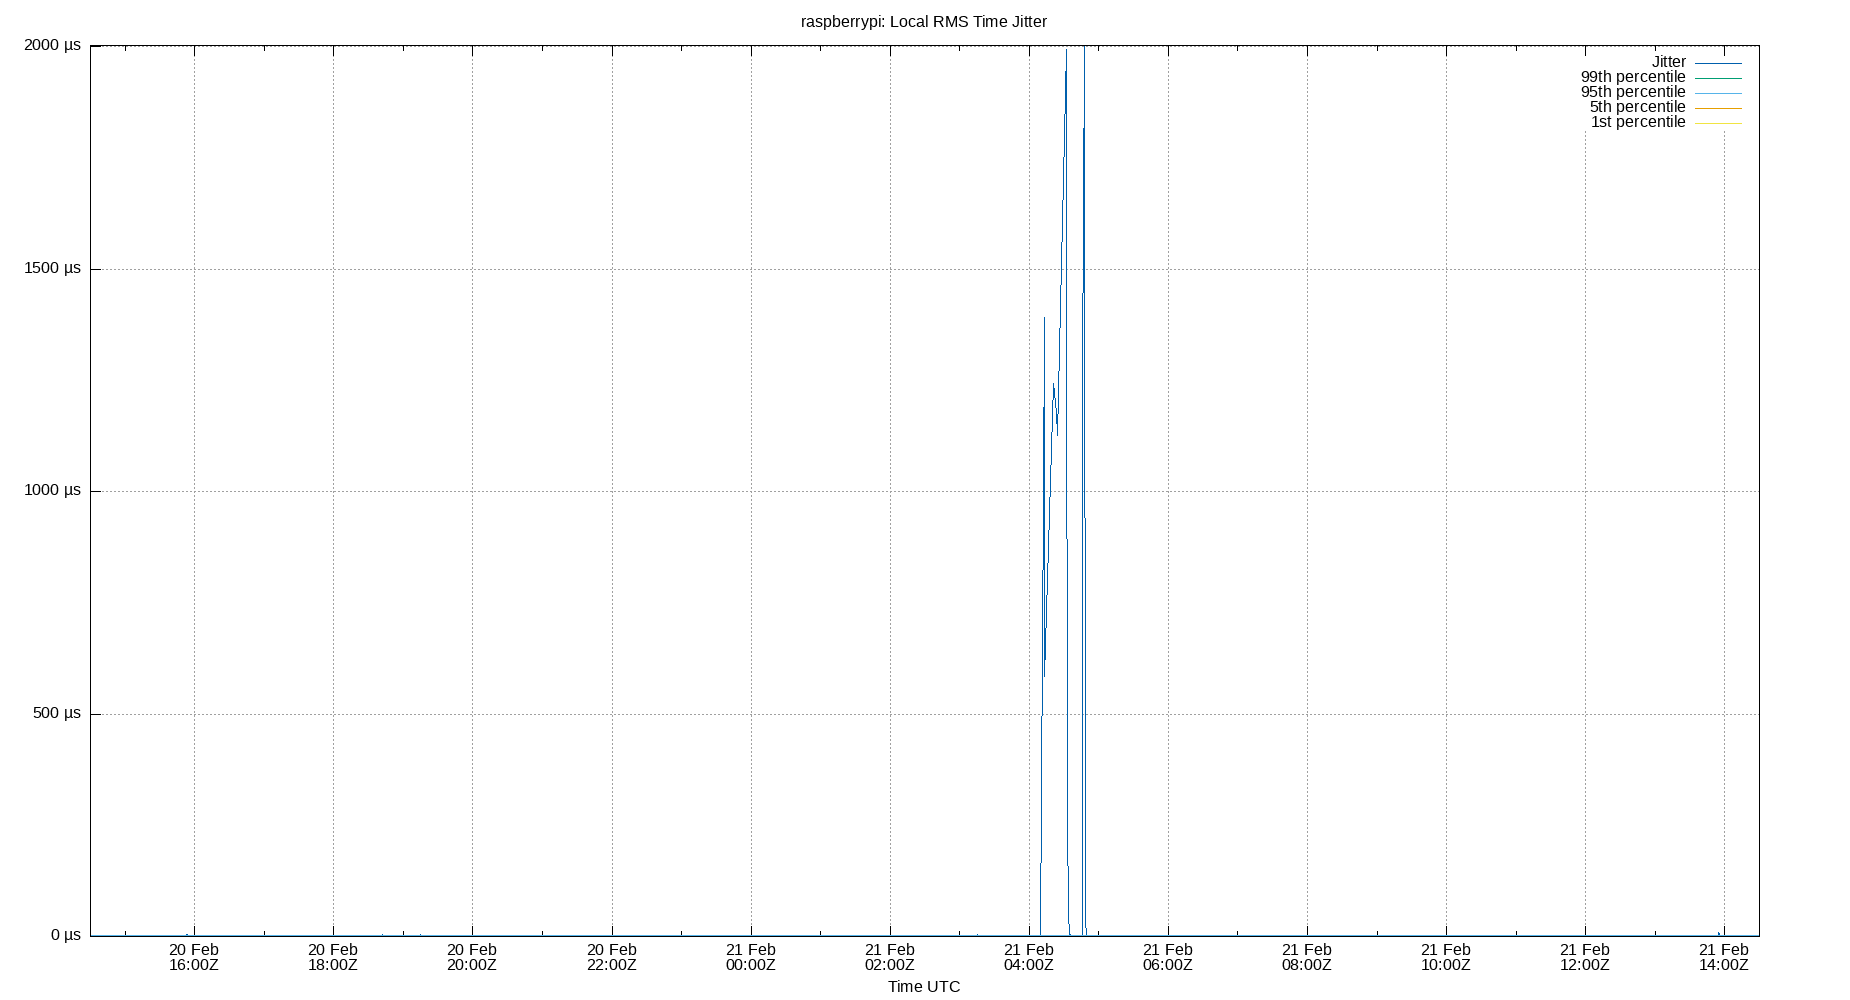 raspberrypi: Local RMS Time Jitter
2000 µs
1500 µs
1000 µs
500 µs
0 µs
Jitter
99th percentile
95th percentile
5th percentile
1st percentile
20 Feb 20 Feb 20 Feb 20 Feb 21 Feb 21 Feb 21 Feb 21 Feb 21 Feb 21 Feb 21 Feb 21 Feb
16:00Z 18:00Z 20:00Z 22:00Z 00:00Z 02:00Z 04:00Z 06:00Z 08:00Z 10:00Z 12:00Z 14:00Z
Time UTC